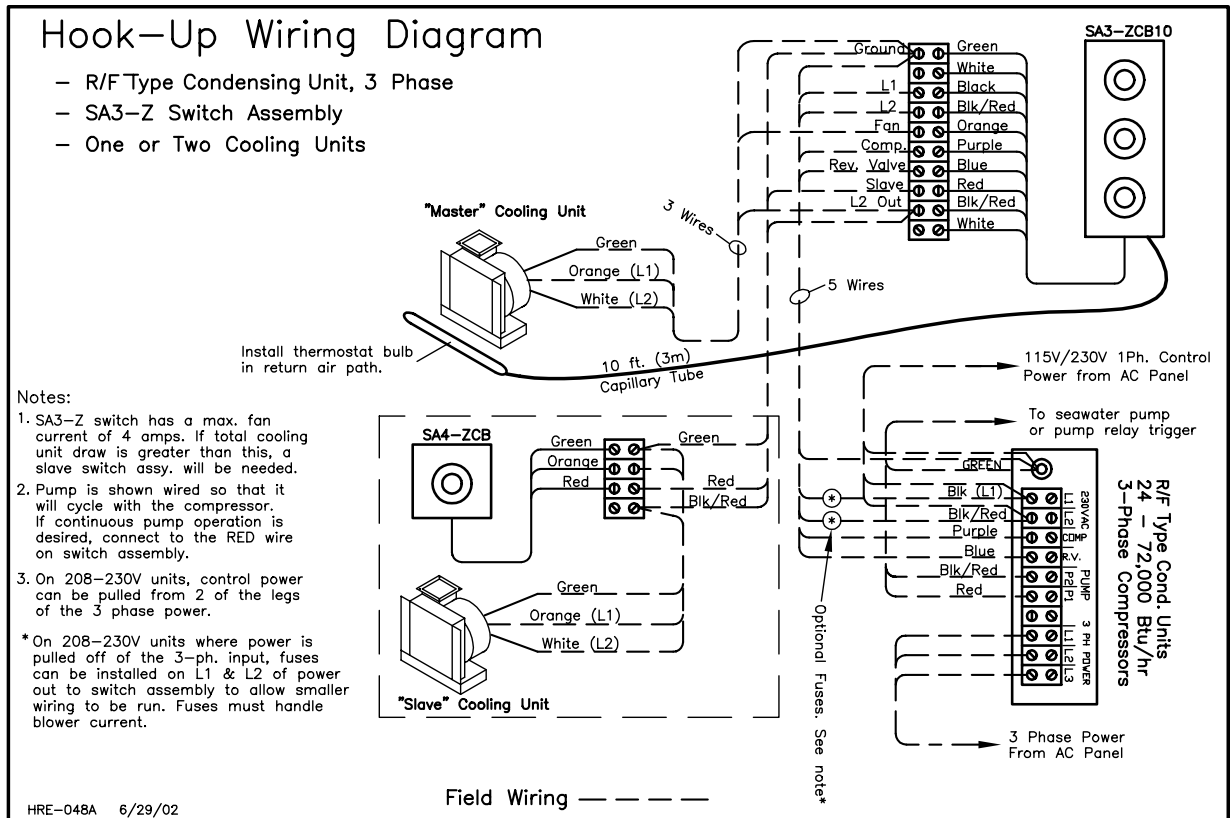 Hook-Up Wiring Diagram
- R/F Type Condensing Unit, 3 Phase
- SA3-Z Switch Assembly
- One or Two Cooling Units
SA3-ZCB10
Ground
Green
White
L1
Black
L2
Blk/Red
Fan
Orange
Comp.
Purple
Rev. Valve
Blue
Slave
Red
L2 Out
Blk/Red
White
3 Wires
5 Wires
"Master" Cooling Unit
Green
Orange (L1)
White (L2)
Install thermostat bulb
in return air path.
10 ft. (3m)
Capillary Tube
115V/230V 1Ph. Control
Power from AC Panel
To seawater pump
or pump relay trigger
Notes:
1. SA3-Z switch has a max. fan
current of 4 amps. If total cooling
unit draw is greater than this, a
slave switch assy. will be needed.
2. Pump is shown wired so that it
will cycle with the compressor.
If continuous pump operation is
desired, connect to the RED wire
on switch assembly.
3. On 208-230V units, control power
can be pulled from 2 of the legs
of the 3 phase power.
* On 208-230V units where power is
pulled off of the 3-ph. input, fuses
can be installed on L1 & L2 of power
out to switch assembly to allow smaller
wiring to be run. Fuses must handle
blower current.
SA4-ZCB
Green
Orange
Red
Green
Red
Blk/Red
Green
Orange (L1)
White (L2)
"Slave" Cooling Unit
GREEN
Blk (L1)
Blk/Red
Purple
Blue
Blk/Red
Red
*
*
L1
L2
230VAC
COMP
R.V.
P2
P1
PUMP
L1
L2
L3
3 PH POWER
R/F Type Cond. Units
24 - 72,000 Btu/hr
3-Phase Compressors
Optional Fuses. See note*
3 Phase Power
From AC Panel
Field Wiring
HRE-048A 6/29/02